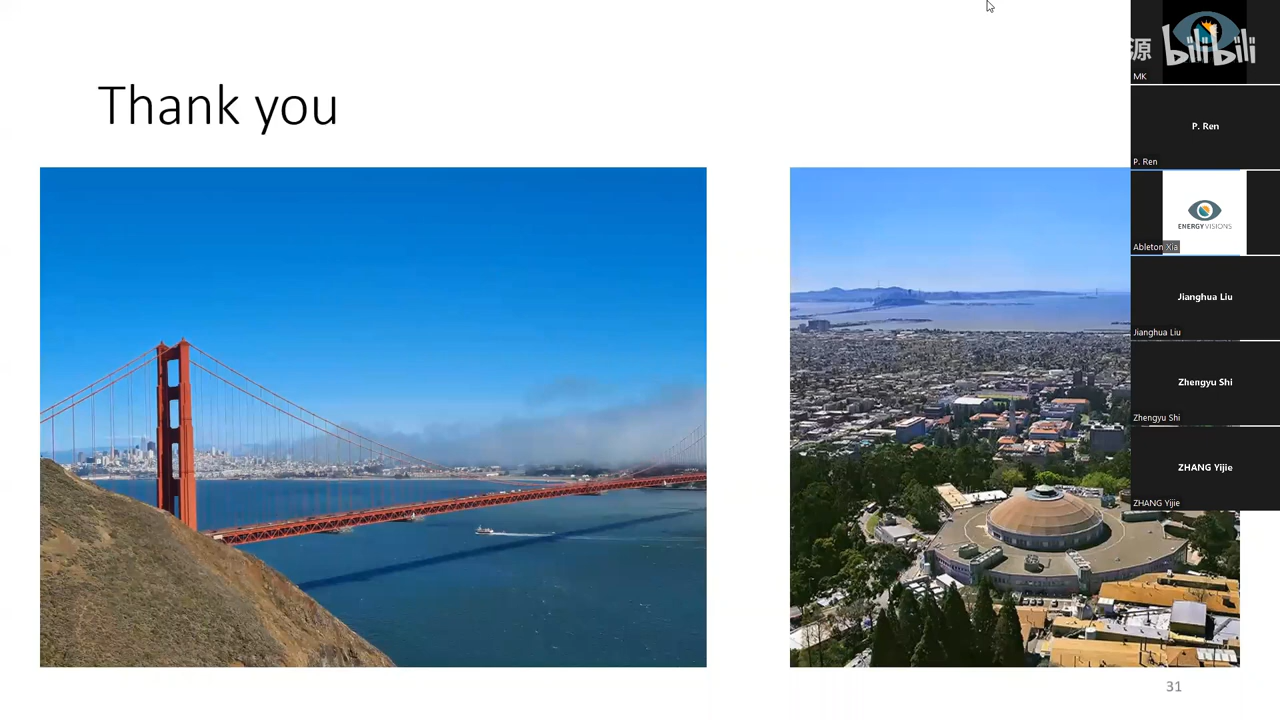 Thank you
源 bilibili
MK
P. Ren
P. Ren
ENERGY VISIONS
Ableton Xia
Jianghua Liu
Jianghua Liu
Zhengyu Shi
Zhengyu Shi
ZHANG Yijie
ZHANG Yijie
31